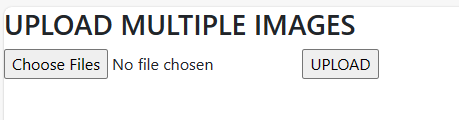 UPLOAD MULTIPLE IMAGES
Choose Files No file chosen UPLOAD